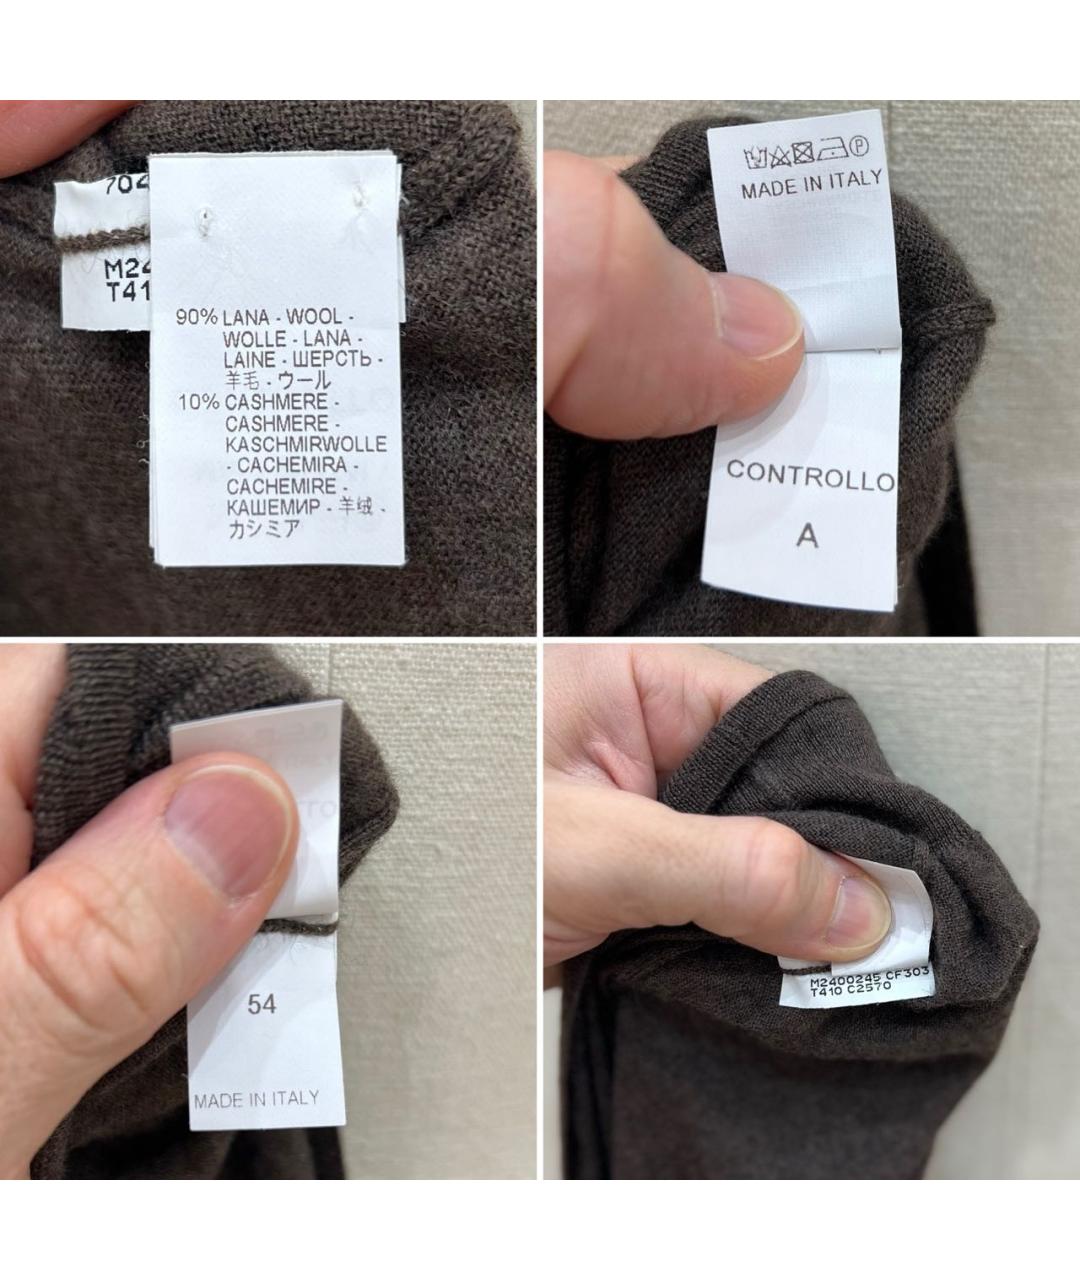 704
M24
T41
90% LANA - WOOL -
WOLLE - LANA -
LAINE - ШЕРСТЬ -
羊毛 - ウール
10% CASHMERE -
CASHMERE -
KASCHMIRWOLLE
- CACHEMIRA -
CACHEMIRE -
КАШЕМИР - 羊绒 -
カシミア
P
MADE IN ITALY
CONTROLLO
A
54
MADE IN ITALY
M2400245 CF303
T410 C2570